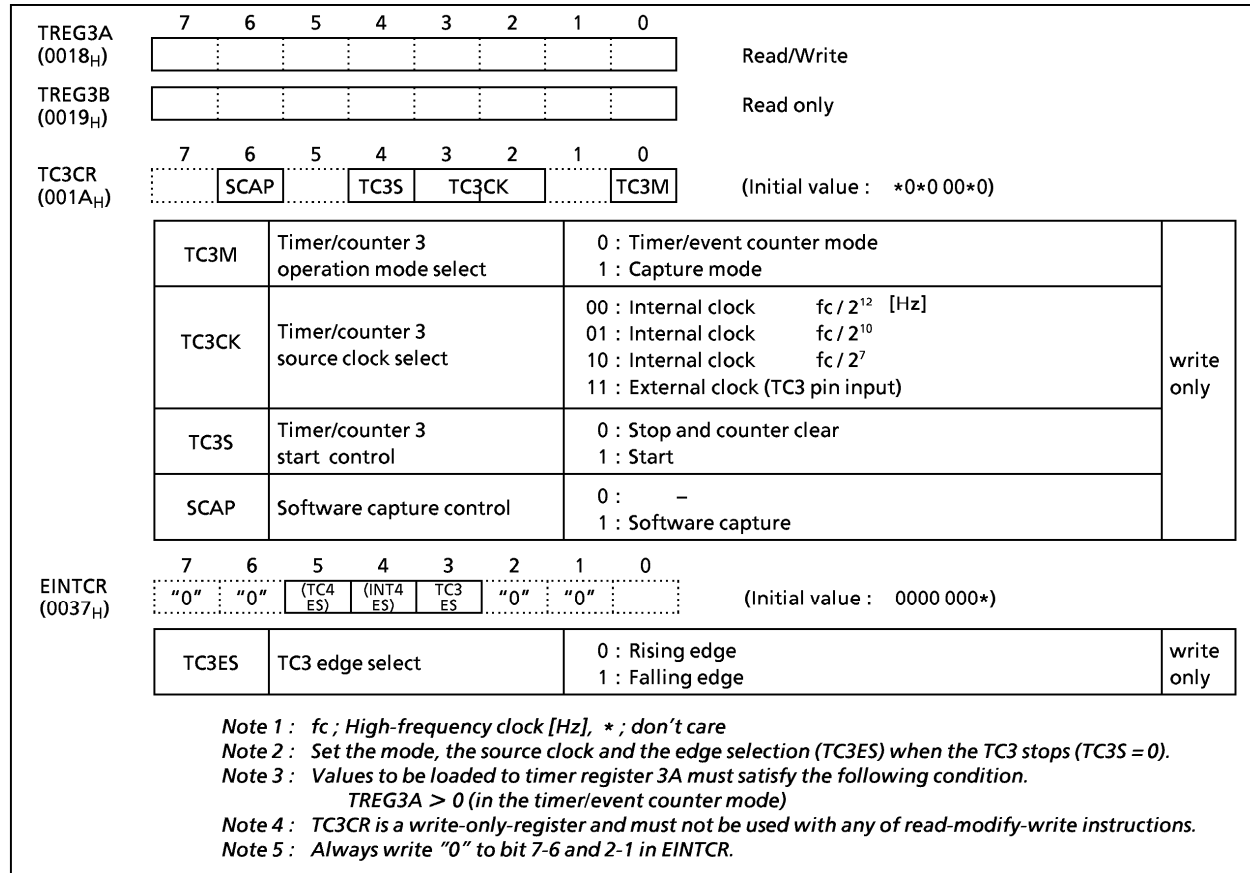 7 6 5 4 3 2 1 0
TREG3A
(0018H) Read/Write
TREG3B
(0019H) Read only
7 6 5 4 3 2 1 0
TC3CR
(001AH) SCAP TC3S TC3CK TC3M (Initial value : *0*0 00*0)
TC3M Timer/counter 3
operation mode select
0 : Timer/event counter mode
1 : Capture mode
TC3CK Timer/counter 3
source clock select
00 : Internal clock fc / 2¹² [Hz]
01 : Internal clock fc / 2¹⁰
10 : Internal clock fc / 2⁷
11 : External clock (TC3 pin input)
TC3S Timer/counter 3
start control
0 : Stop and counter clear
1 : Start
SCAP Software capture control
0 : –
1 : Software capture
write
only
7 6 5 4 3 2 1 0
EINTCR
(0037H) "0" "0" (TC4 ES) (INT4 ES) TC3 ES "0" "0" (Initial value : 0000 000*)
TC3ES TC3 edge select
0 : Rising edge
1 : Falling edge
write
only
Note 1 : fc ; High-frequency clock [Hz], * ; don't care
Note 2 : Set the mode, the source clock and the edge selection (TC3ES) when the TC3 stops (TC3S = 0).
Note 3 : Values to be loaded to timer register 3A must satisfy the following condition.
TREG3A > 0 (in the timer/event counter mode)
Note 4 : TC3CR is a write-only-register and must not be used with any of read-modify-write instructions.
Note 5 : Always write "0" to bit 7-6 and 2-1 in EINTCR.